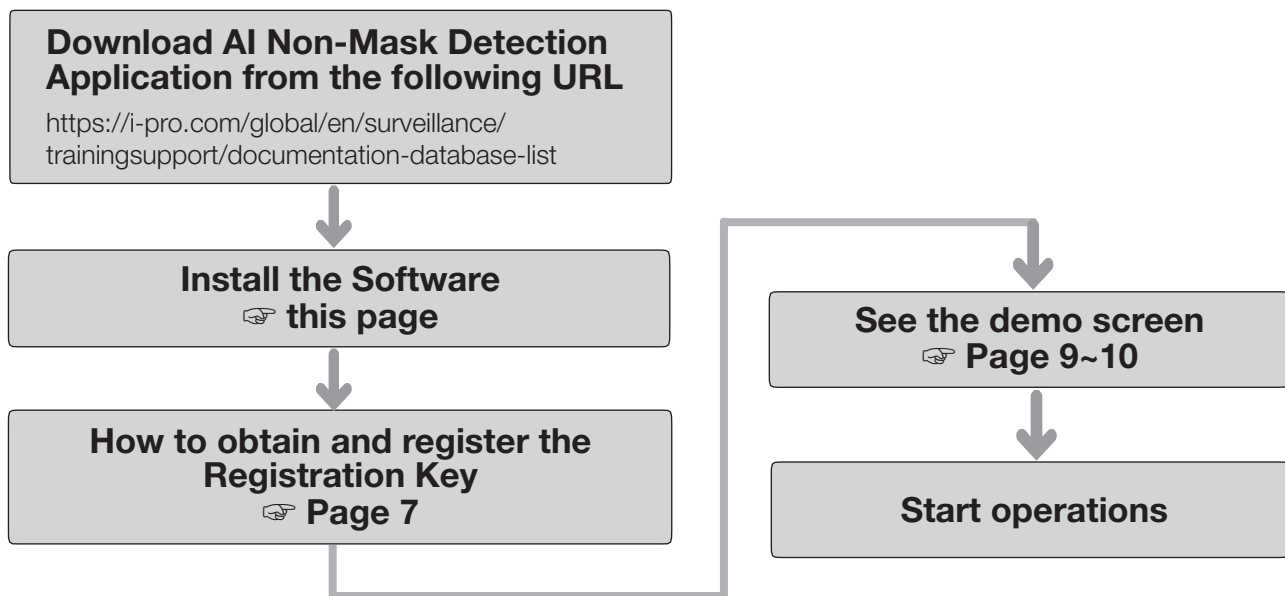 Download AI Non-Mask Detection
Application from the following URL
https://i-pro.com/global/en/surveillance/
trainingsupport/documentation-database-list
Install the Software
☞ this page
How to obtain and register the
Registration Key
☞ Page 7
See the demo screen
☞ Page 9~10
Start operations